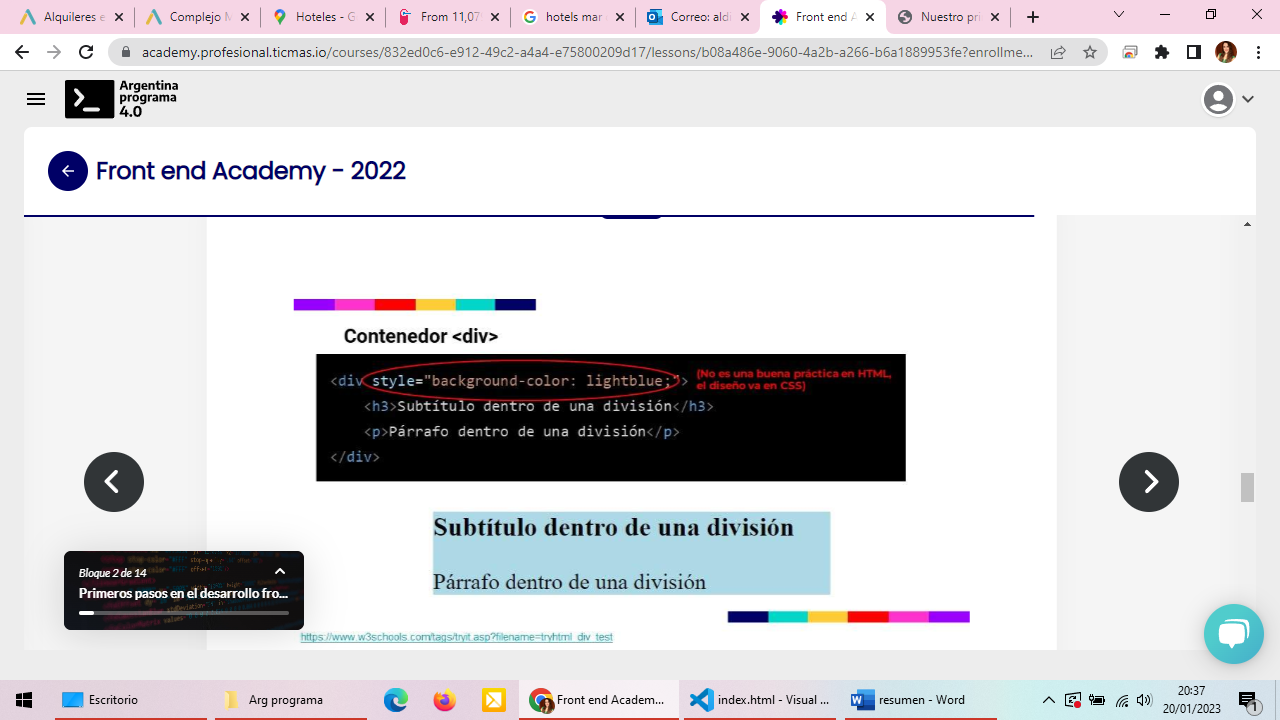 Alquileres e
Complejo M
Hoteles - G
From 11,07
hotels mar
Correo: aldi
Front end A
Nuestro pri
academy.profesional.ticmas.io/courses/832ed0c6-e912-49c2-a4a4-e75800209d17/lessons/b08a486e-9060-4a2b-a266-b6a1889953fe?enrollme...
Argentina
programa
4.0
Front end Academy - 2022
Contenedor <div>
<div style="background-color: lightblue;">
(No es una buena práctica en HTML,
el diseño va en CSS)
<h3>Subtítulo dentro de una división</h3>
<p>Párrafo dentro de una división</p>
</div>
Subtítulo dentro de una división
Párrafo dentro de una división
Bloque 2 de 14
Primeros pasos en el desarrollo fro...
https://www.w3schools.com/tags/tryit.asp?filename=tryhtml_div_test
Escritorio
Arg programa
Front end Academ...
index.html - Visual ...
resumen - Word
20:37
20/01/2023
1